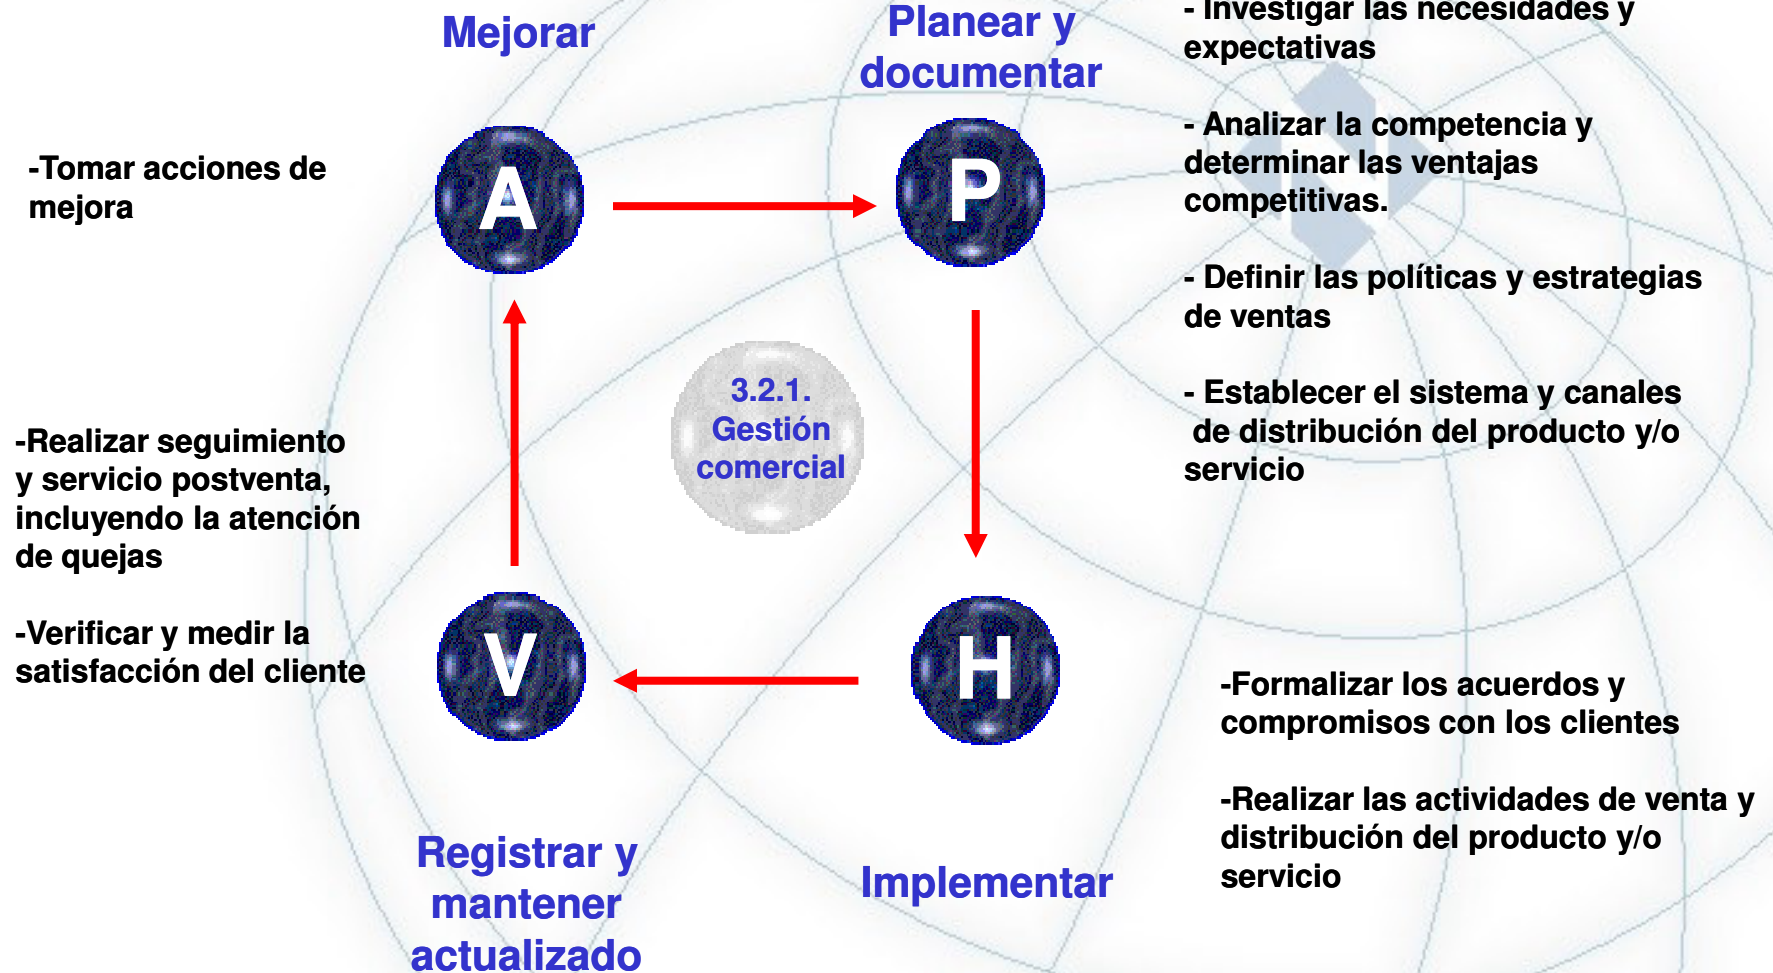 Mejorar
Planear y
documentar
- Investigar las necesidades y
expectativas
- Analizar la competencia y
determinar las ventajas
competitivas.
- Definir las políticas y estrategias
de ventas
- Establecer el sistema y canales
de distribución del producto y/o
servicio
-Tomar acciones de
mejora
A
P
3.2.1.
Gestión
comercial
-Realizar seguimiento
y servicio postventa,
incluyendo la atención
de quejas
-Verificar y medir la
satisfacción del cliente
V
H
-Formalizar los acuerdos y
compromisos con los clientes
-Realizar las actividades de venta y
distribución del producto y/o
servicio
Registrar y
mantener
actualizado
Implementar